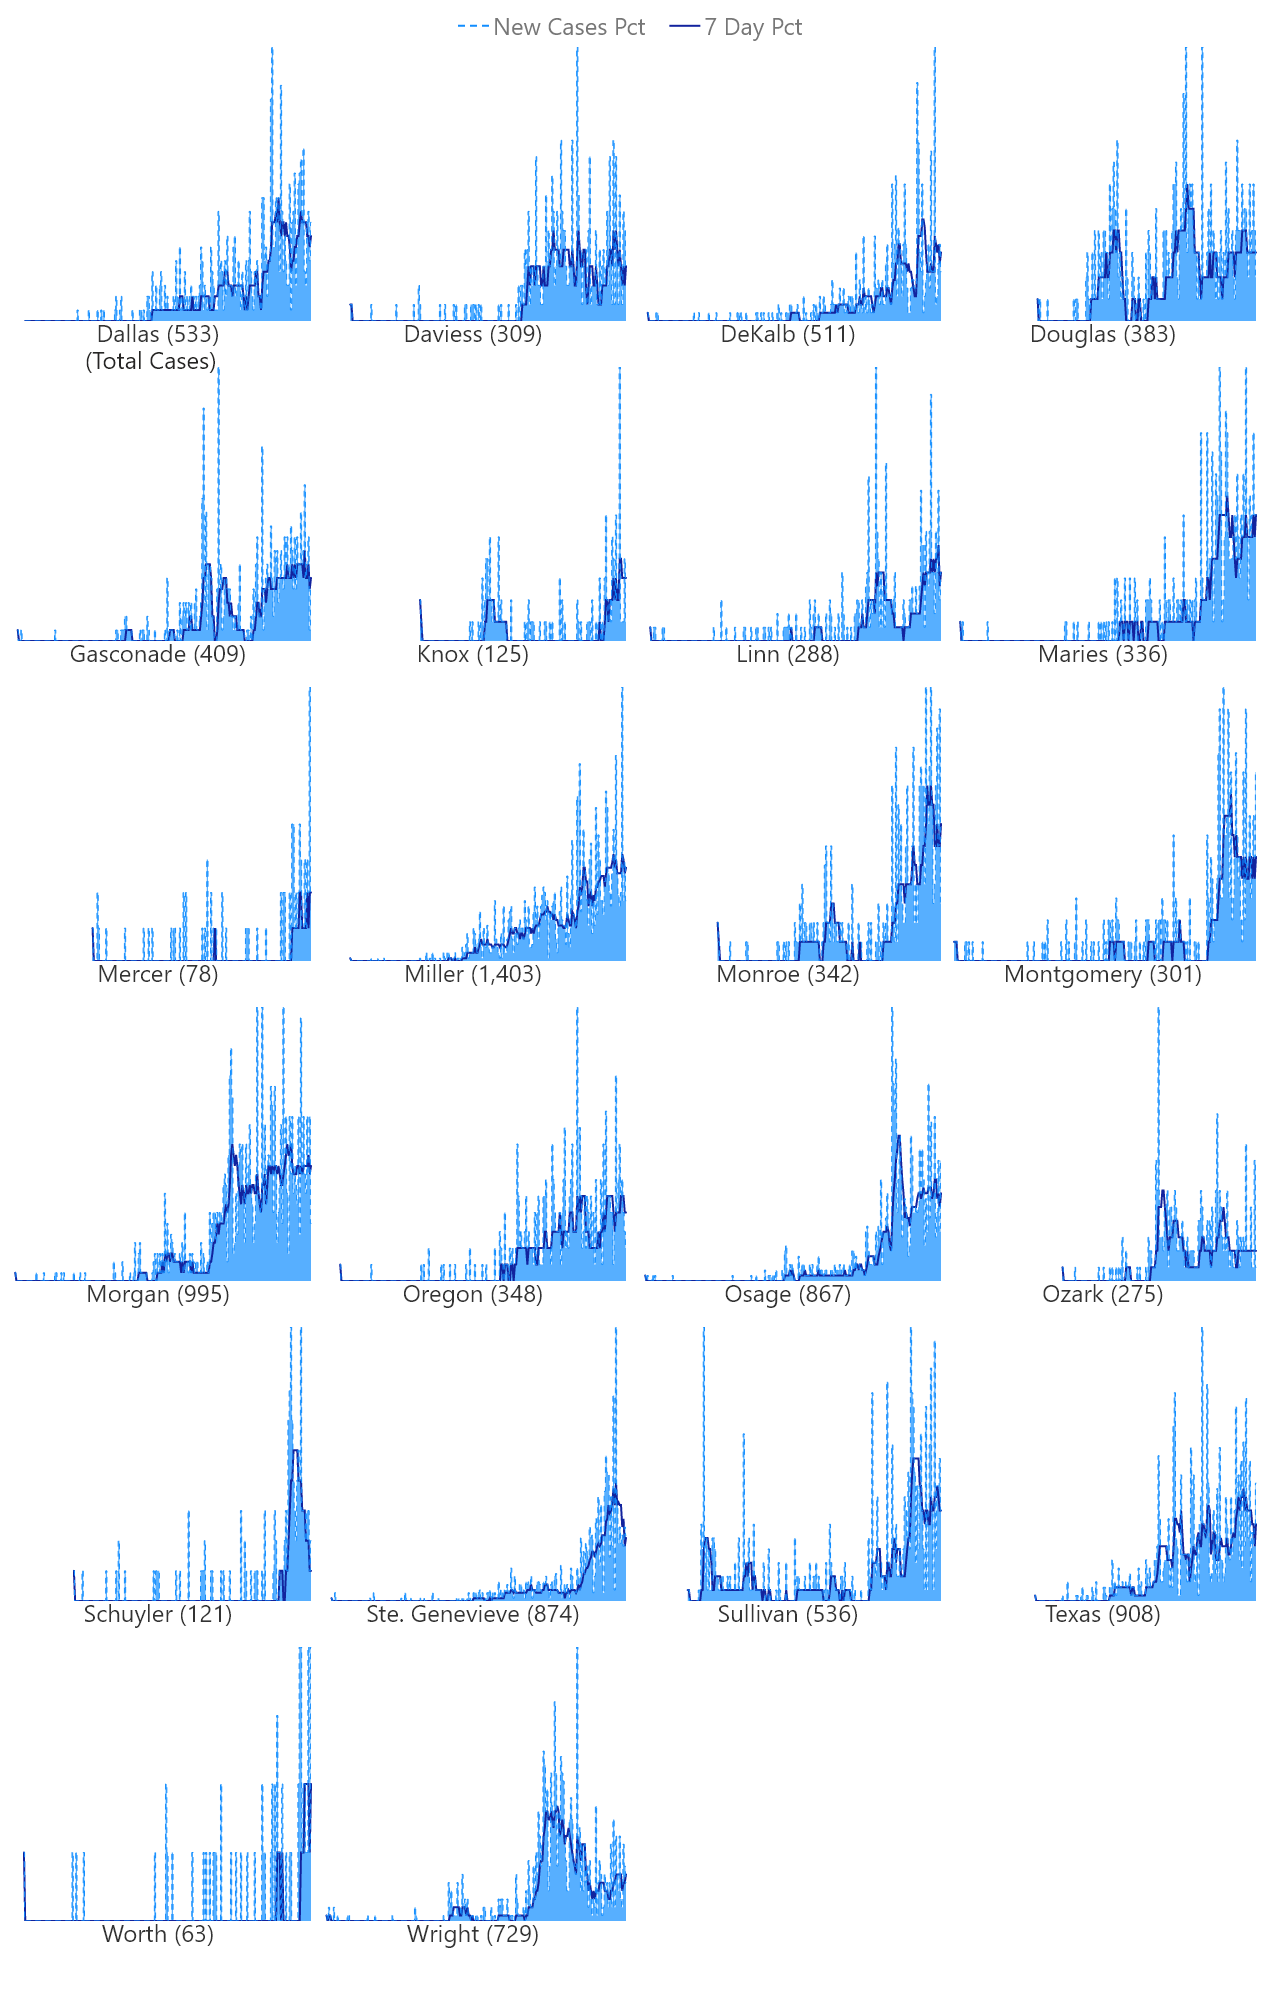 New Cases Pct 7 Day Pct
Dallas (533) Daviess (309) DeKalb (511) Douglas (383)
(Total Cases)
Gasconade (409) Knox (125) Linn (288) Maries (336)
Mercer (78) Miller (1,403) Monroe (342) Montgomery (301)
Morgan (995) Oregon (348) Osage (867) Ozark (275)
Schuyler (121) Ste. Genevieve (874) Sullivan (536) Texas (908)
Worth (63) Wright (729)